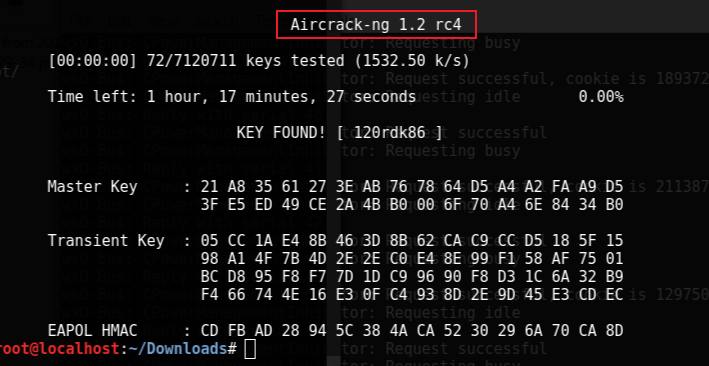 Aircrack-ng 1.2 rc4
[00:00:00] 72/7120711 keys tested (1532.50 k/s)
Time left: 1 hour, 17 minutes, 27 seconds 0.00%
KEY FOUND! [ 120rdk86 ]
Master Key : 21 A8 35 61 27 3E AB 76 78 64 D5 A4 A2 FA A9 D5
3F E5 ED 49 CE 2A 4B B0 00 6F 70 A4 6E 84 34 B0
Transient Key : 05 CC 1A E4 8B 46 3D 8B 62 CA C9 CC D5 18 5F 15
98 A1 4F 7B 4D 2E 2E C0 E4 8E 99 F1 58 AF 75 01
BC D8 95 F8 F7 7D 1D C9 96 90 F8 D3 1C 6A 32 B9
F4 66 74 4E 16 E3 0F C4 93 8D 2E 9D 45 E3 CD EC
EAPOL HMAC : CD FB AD 28 94 5C 38 4A CA 52 30 29 6A 70 CA 8D
root@localhost:~/Downloads#
tor: Requesting busy
tor: Request successful, cookie is 189372
tor: Requesting idle
tor: Request successful
tor: Requesting busy
cookie is 211387
cookie is 129750
tor: Requesting idle
tor: Request successful
tor: Requesting busy